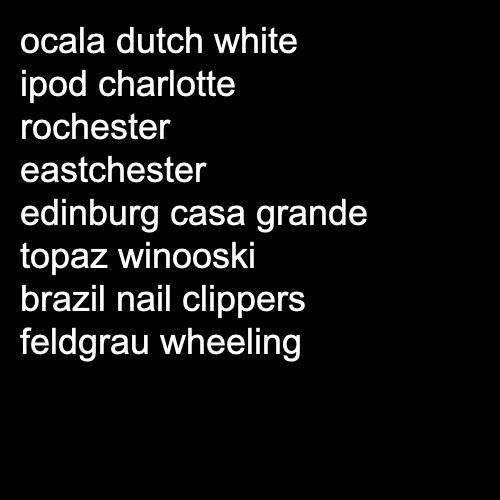 ocala dutch white
ipod charlotte
rochester
eastchester
edinburg casa grande
topaz winooski
brazil nail clippers
feldgrau wheeling